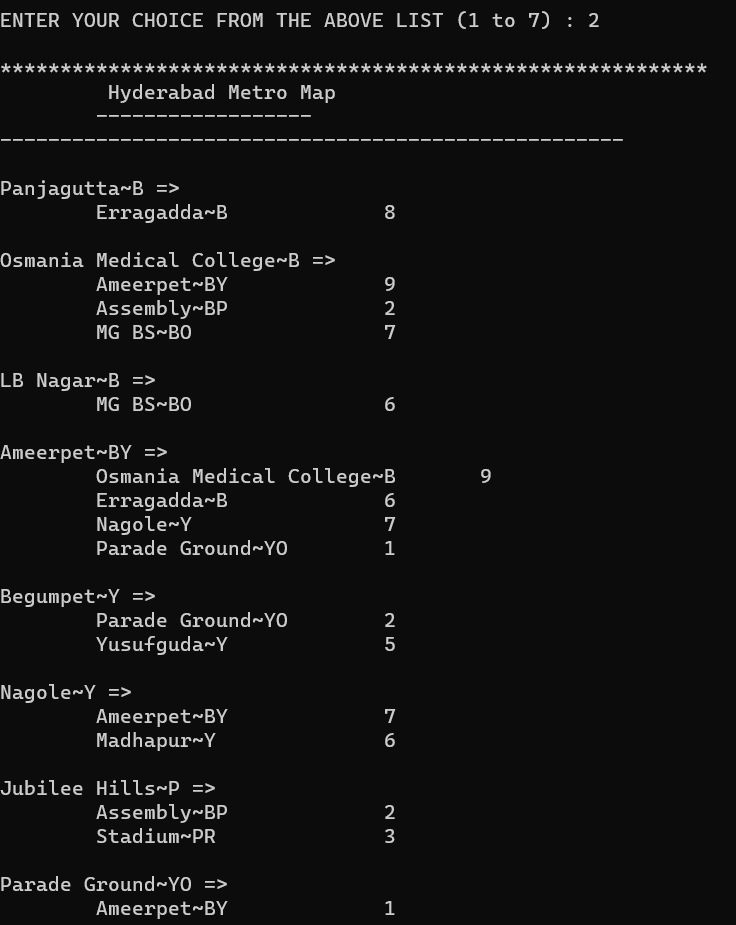 ENTER YOUR CHOICE FROM THE ABOVE LIST (1 to 7) : 2
***********************************************************
Hyderabad Metro Map
------------------
----------------------------------------------------
Panjagutta~B =>
Erragadda~B 8
Osmania Medical College~B =>
Ameerpet~BY 9
Assembly~BP 2
MG BS~BO 7
LB Nagar~B =>
MG BS~BO 6
Ameerpet~BY =>
Osmania Medical College~B 9
Erragadda~B 6
Nagole~Y 7
Parade Ground~YO 1
Begumpet~Y =>
Parade Ground~YO 2
Yusufguda~Y 5
Nagole~Y =>
Ameerpet~BY 7
Madhapur~Y 6
Jubilee Hills~P =>
Assembly~BP 2
Stadium~PR 3
Parade Ground~YO =>
Ameerpet~BY 1